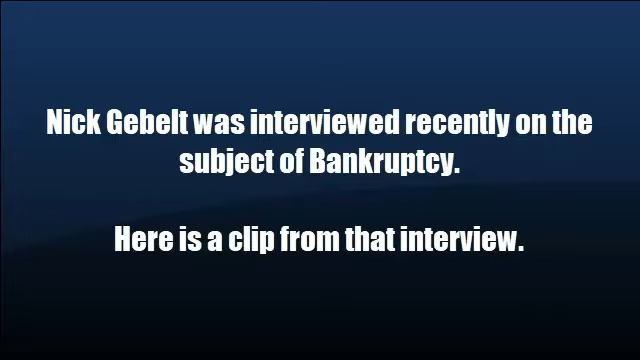 Nick Gebelt was interviewed recently on the
subject of Bankruptcy.
Here is a clip from that interview.